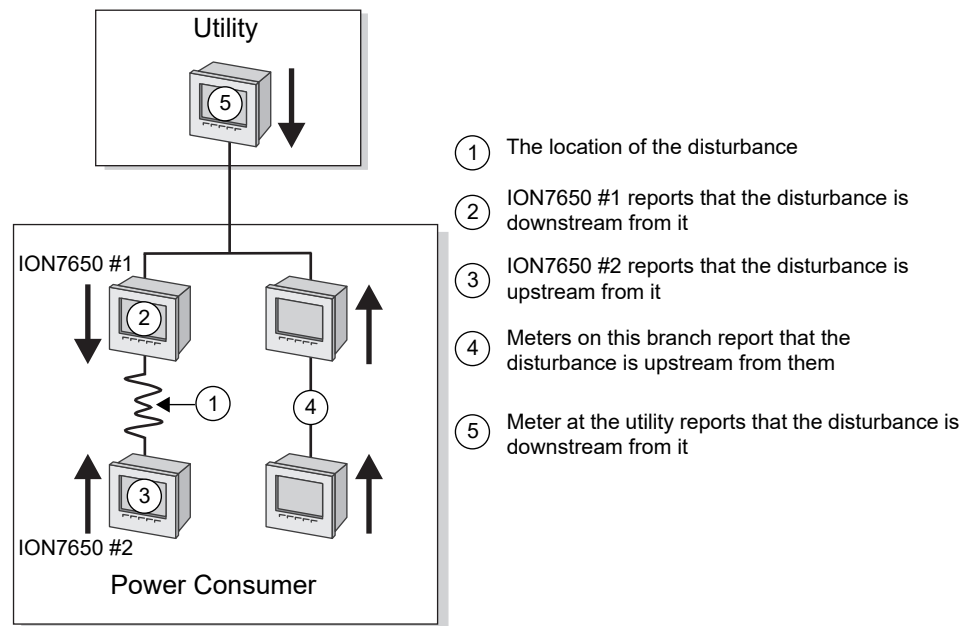 Utility
5
ION7650 #1
2
1
4
3
ION7650 #2
Power Consumer
1 The location of the disturbance
2 ION7650 #1 reports that the disturbance is
downstream from it
3 ION7650 #2 reports that the disturbance is
upstream from it
4 Meters on this branch report that the
disturbance is upstream from them
5 Meter at the utility reports that the disturbance is
downstream from it